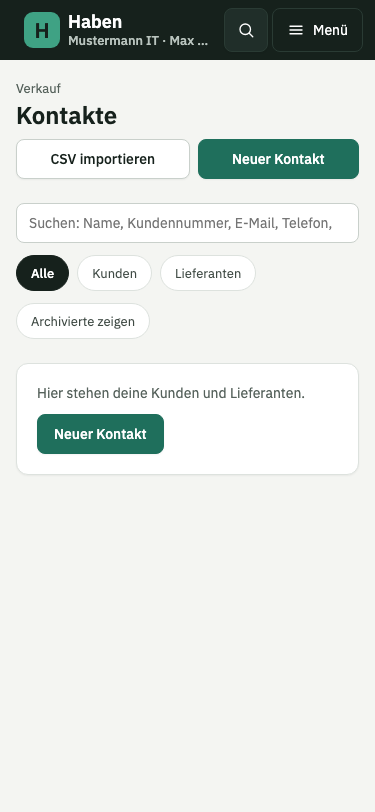 H
Haben
Mustermann IT · Max ...
Menü
Verkauf
Kontakte
CSV importieren
Neuer Kontakt
Suchen: Name, Kundennummer, E-Mail, Telefon,
Alle
Kunden
Lieferanten
Archivierte zeigen
Hier stehen deine Kunden und Lieferanten.
Neuer Kontakt